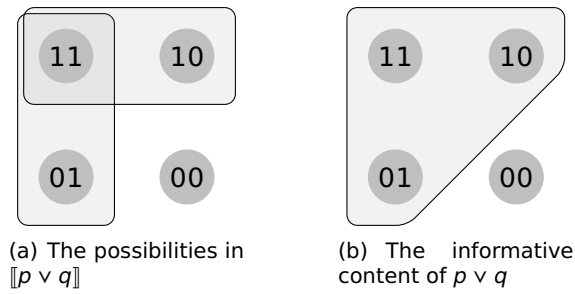 11 10 11 10
01 00 01 00
(a) The possibilities in (b) The informative
⟦p ∨ q⟧ content of p ∨ q